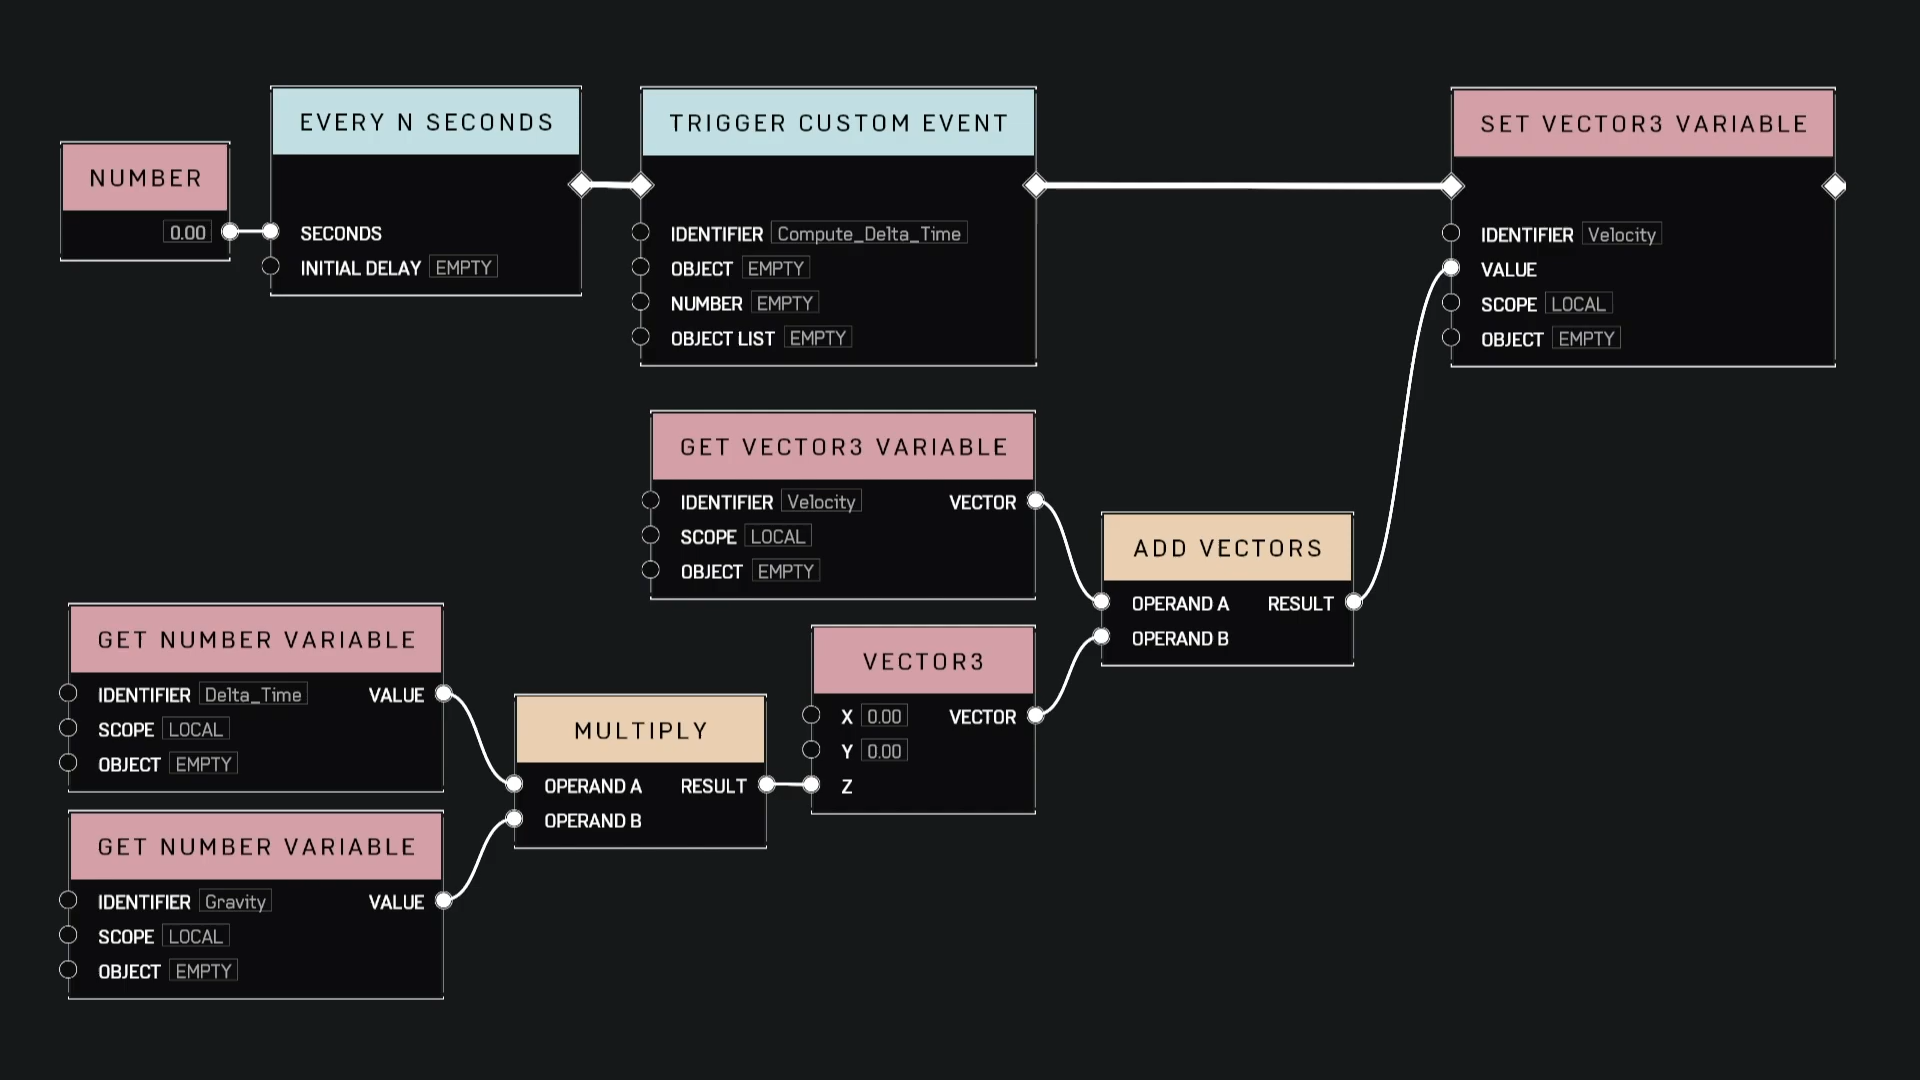 NUMBER
0.00
EVERY N SECONDS
SECONDS
INITIAL DELAY EMPTY
TRIGGER CUSTOM EVENT
IDENTIFIER Compute_Delta_Time
OBJECT EMPTY
NUMBER EMPTY
OBJECT LIST EMPTY
SET VECTOR3 VARIABLE
IDENTIFIER Velocity
VALUE
SCOPE LOCAL
OBJECT EMPTY
GET VECTOR3 VARIABLE
IDENTIFIER Velocity VECTOR
SCOPE LOCAL
OBJECT EMPTY
ADD VECTORS
OPERAND A RESULT
OPERAND B
GET NUMBER VARIABLE
IDENTIFIER Delta_Time VALUE
SCOPE LOCAL
OBJECT EMPTY
MULTIPLY
OPERAND A RESULT
OPERAND B
VECTOR3
X 0.00 VECTOR
Y 0.00
Z
GET NUMBER VARIABLE
IDENTIFIER Gravity VALUE
SCOPE LOCAL
OBJECT EMPTY